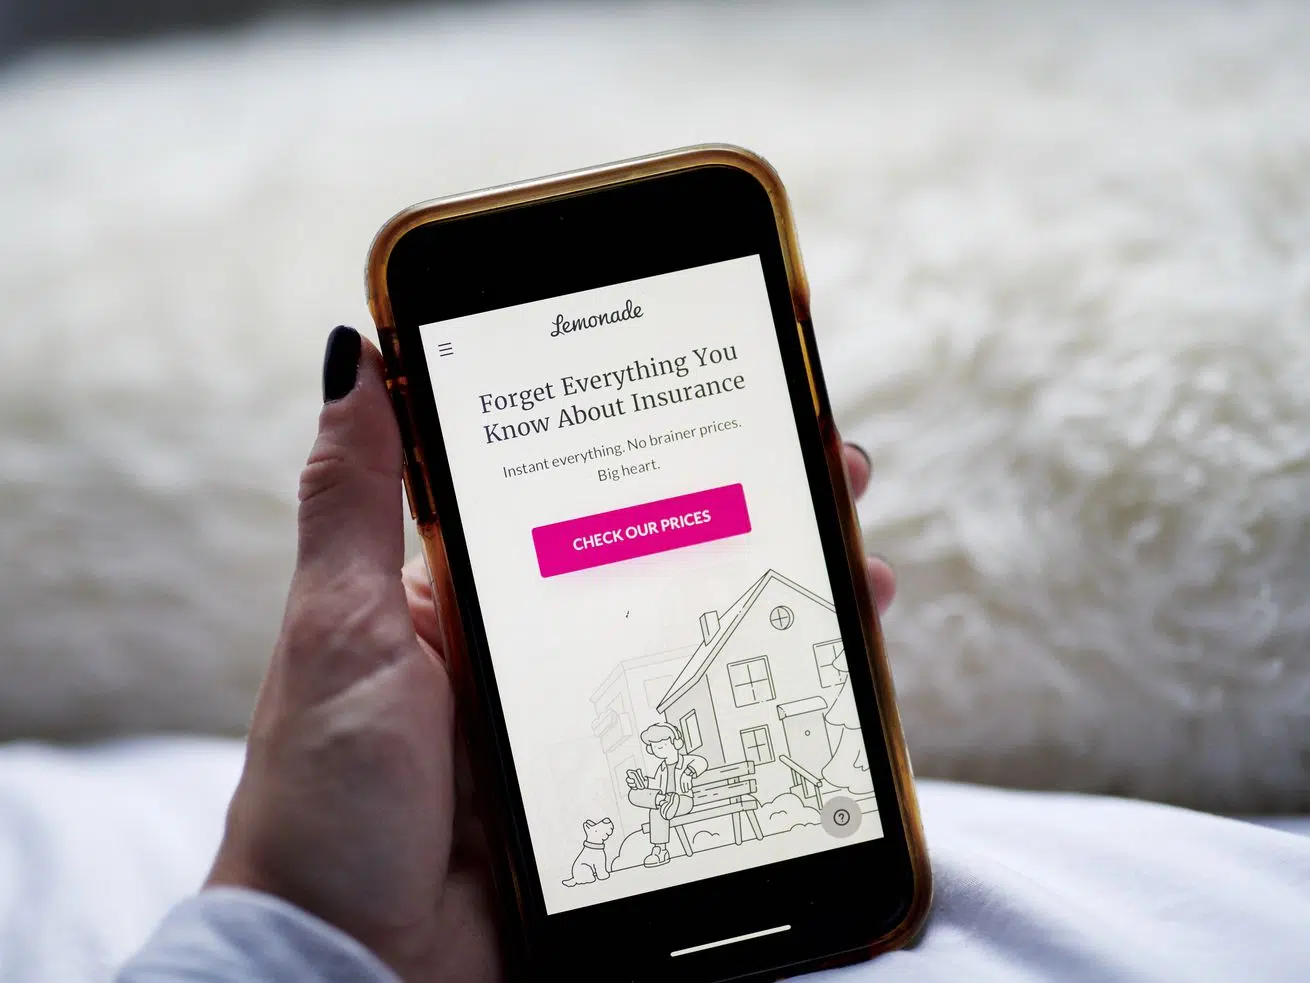 Lemonade
Forget Everything You
Know About Insurance
Instant everything. No brainer prices.
Big heart.
CHECK OUR PRICES
?